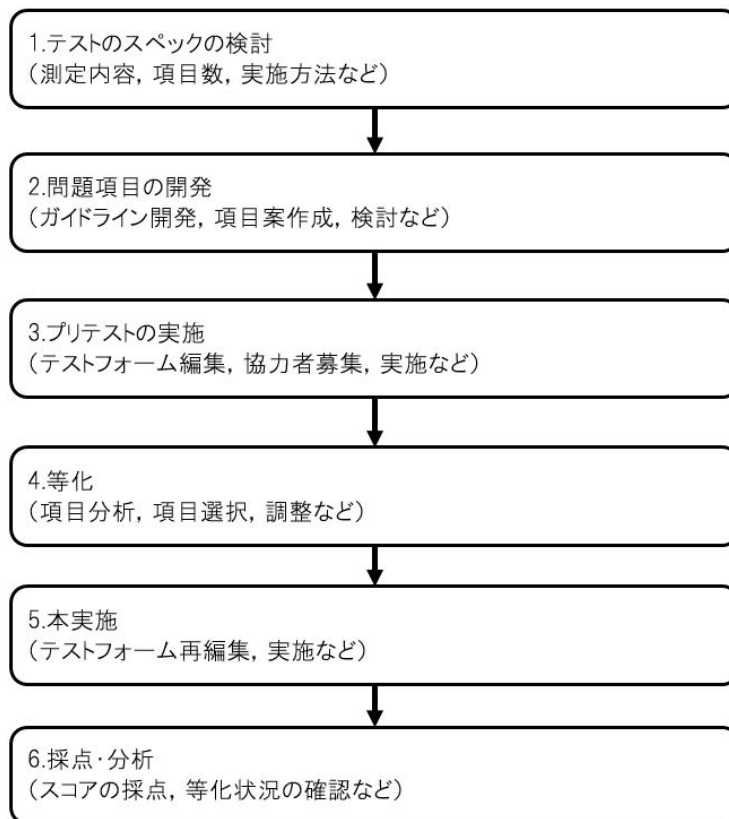 1.テストのスペックの検討
(測定内容, 項目数, 実施方法など)
2.問題項目の開発
(ガイドライン開発, 項目案作成, 検討など)
3.プリテストの実施
(テストフォーム編集, 協力者募集, 実施など)
4.等化
(項目分析, 項目選択, 調整など)
5.本実施
(テストフォーム再編集, 実施など)
6.採点・分析
(スコアの採点, 等化状況の確認など)